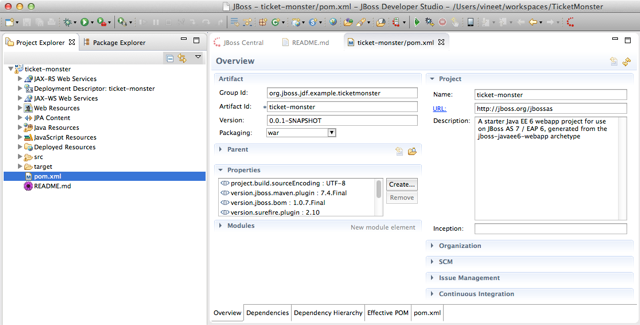 JBoss - ticket-monster/pom.xml - JBoss Developer Studio - /Users/vineet/workspaces/TicketMonster
Project Explorer
Package Explorer
ticket-monster
JAX-RS Web Services
Deployment Descriptor: ticket-monster
JAX-WS Web Services
Web Resources
JPA Content
Java Resources
JavaScript Resources
Deployed Resources
src
target
pom.xml
README.md
JBoss Central
README.md
ticket-monster/pom.xml
Overview
Artifact
Group Id: org.jboss.jdf.example.ticketmonster
Artifact Id: ticket-monster
Version: 0.0.1-SNAPSHOT
Packaging: war
Parent
Properties
project.build.sourceEncoding : UTF-8
version.jboss.maven.plugin : 7.4.Final
version.jboss.bom : 1.0.7.Final
version.surefire.plugin : 2.10
Create...
Remove
Modules
New module element
Project
Name: ticket-monster
URL: http://jboss.org/jbossas
Description: A starter Java EE 6 webapp project for use
on JBoss AS 7 / EAP 6, generated from the
jboss-javaee6-webapp archetype
Inception:
Organization
SCM
Issue Management
Continuous Integration
Overview
Dependencies
Dependency Hierarchy
Effective POM
pom.xml